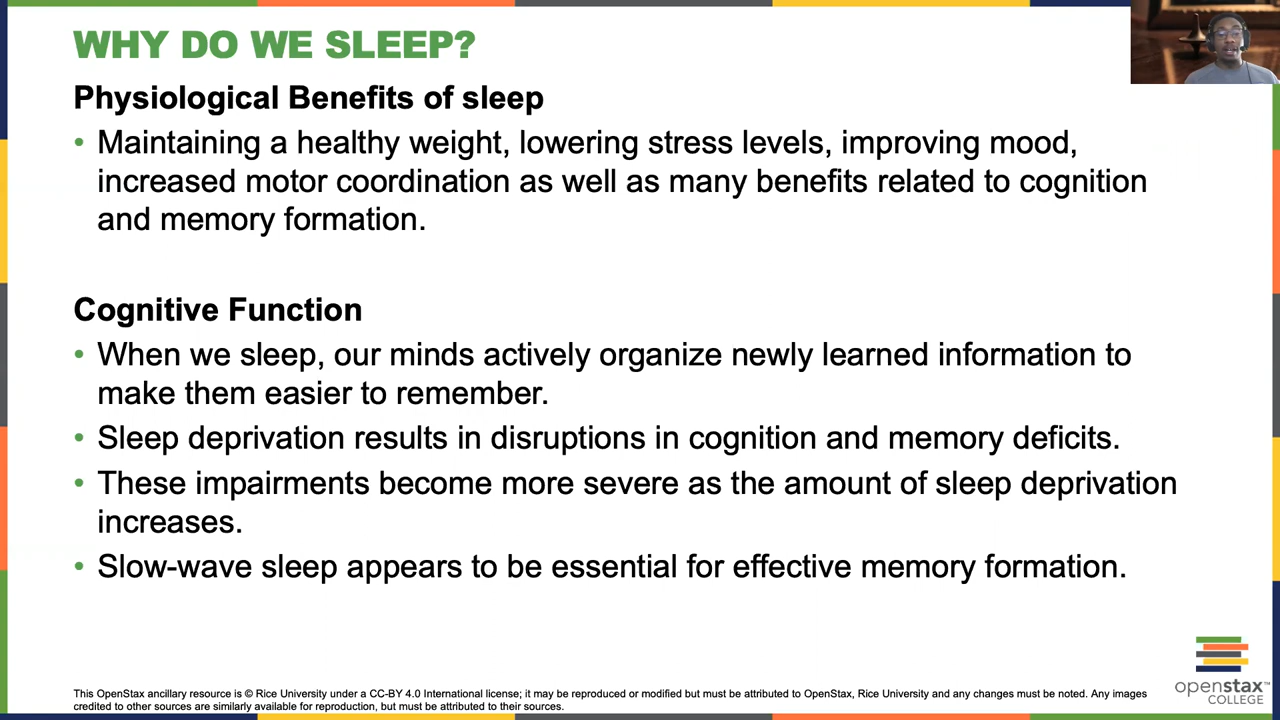 WHY DO WE SLEEP?
Physiological Benefits of sleep
• Maintaining a healthy weight, lowering stress levels, improving mood,
increased motor coordination as well as many benefits related to cognition
and memory formation.
Cognitive Function
• When we sleep, our minds actively organize newly learned information to
make them easier to remember.
• Sleep deprivation results in disruptions in cognition and memory deficits.
• These impairments become more severe as the amount of sleep deprivation
increases.
• Slow-wave sleep appears to be essential for effective memory formation.
openstax™
COLLEGE
This OpenStax ancillary resource is © Rice University under a CC-BY 4.0 International license; it may be reproduced or modified but must be attributed to OpenStax, Rice University and any changes must be noted. Any images
credited to other sources are similarly available for reproduction, but must be attributed to their sources.